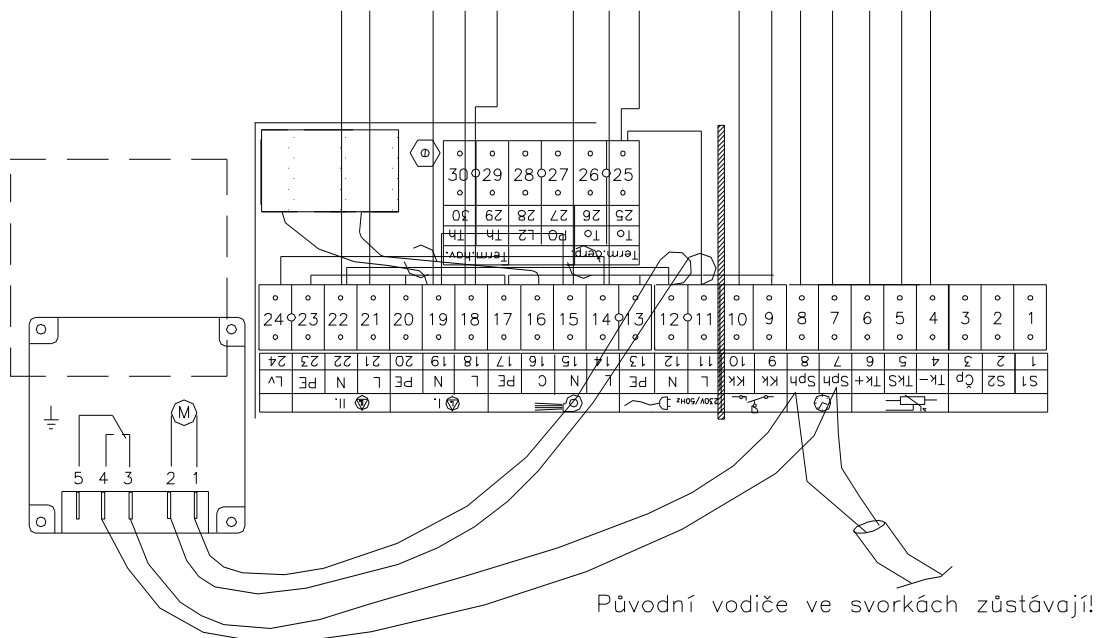 30 29 28 27 26 25
30 29 28 27 26 25
Th Th L2 PO To To
Term.hav. Term.čerp.
24 23 22 21 20 19 18 17 16 15 14 13 12 11 10 9 8 7 6 5 4 3 2 1
24 23 22 21 20 19 18 17 16 15 14 13 12 11 10 9 8 7 6 5 4 3 2 1
Lv PE N L PE N L PE C N L PE N L Kk Kk Sph Sph Tk+ TkS Tk- Čp S2 S1
II. I. 230V/50Hz
M
5 4 3 2 1
Původní vodiče ve svorkách zůstávají!